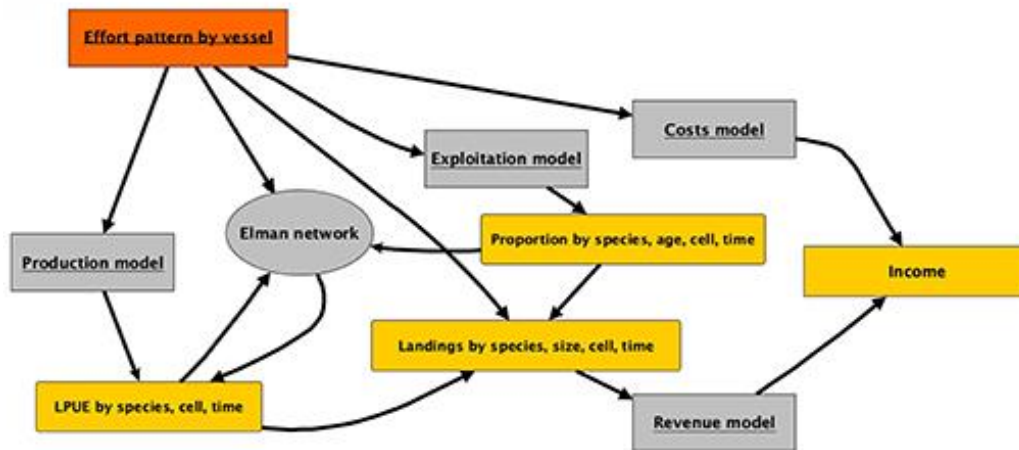 Effort pattern by vessel
Costs model
Exploitation model
Elman network
Proportion by species, age, cell, time
Production model
Income
Landings by species, size, cell, time
LPUE by species, cell, time
Revenue model